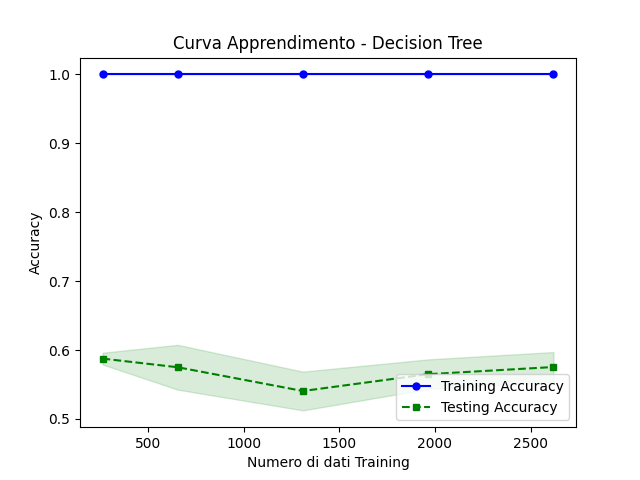 Curva Apprendimento - Decision Tree
1.0
0.9
0.8
0.7
0.6
0.5
Accuracy
Training Accuracy
Testing Accuracy
500
1000
1500
2000
2500
Numero di dati Training